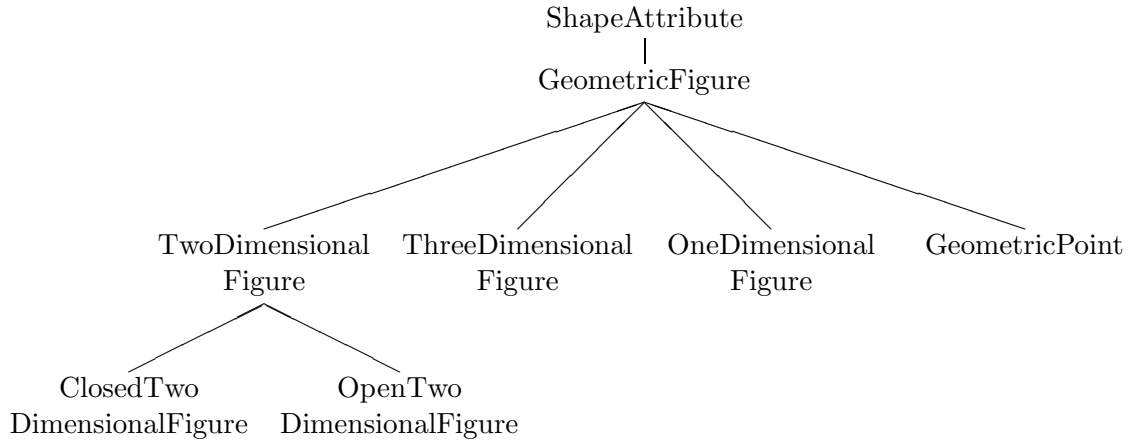 ShapeAttribute
GeometricFigure
TwoDimensional
Figure
ThreeDimensional
Figure
OneDimensional
Figure
GeometricPoint
ClosedTwo
DimensionalFigure
OpenTwo
DimensionalFigure